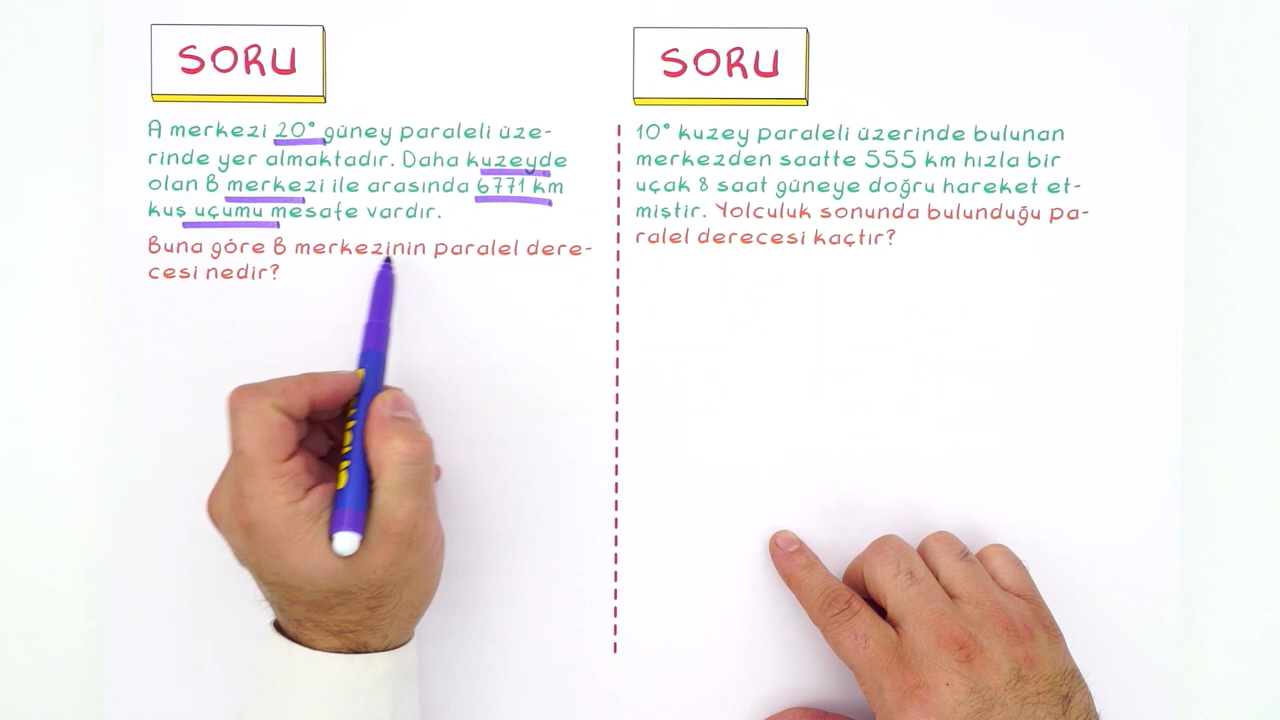 SORU
A merkezi 20° güney paraleli üze-
rinde yer almaktadır. Daha kuzeyde
olan B merkezi ile arasında 6771 km
kuş uçumu mesafe vardır.
Buna göre B merkezinin paralel dere-
cesi nedir?
SORU
10° kuzey paraleli üzerinde bulunan
merkezden saatte 555 km hızla bir
uçak 8 saat güneye doğru hareket et-
miştir. Yolculuk sonunda bulunduğu pa-
ralel derecesi kaçtır?